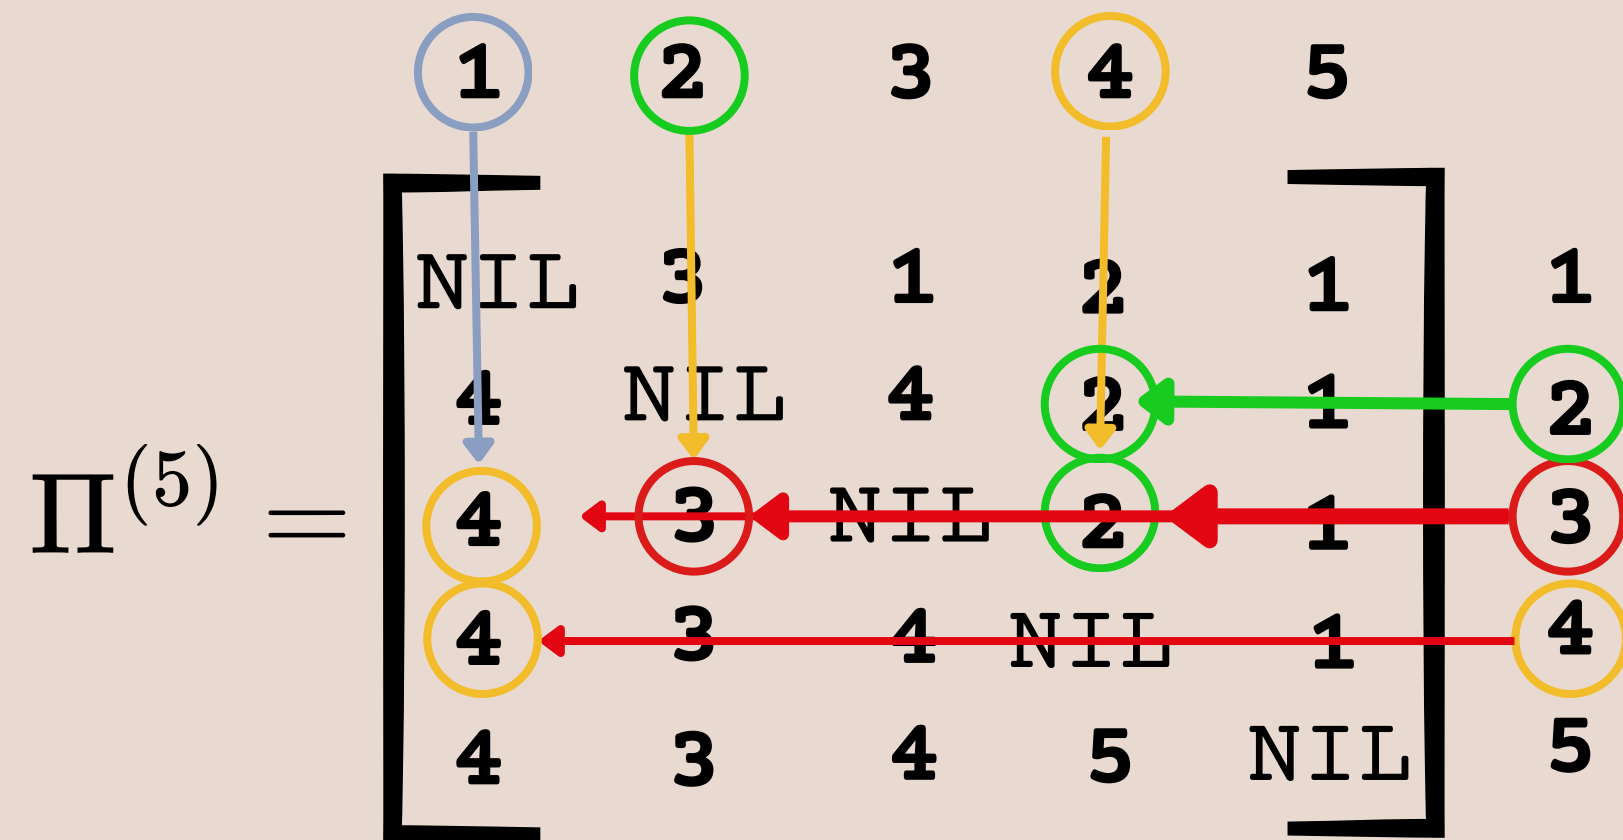 1 2 3 4 5
NIL 3 1 2 1 1
4 NIL 4 2 1 2
Π(5) = 4 3 NIL 2 1 3
4 3 4 NIL 1 4
4 3 4 5 NIL 5